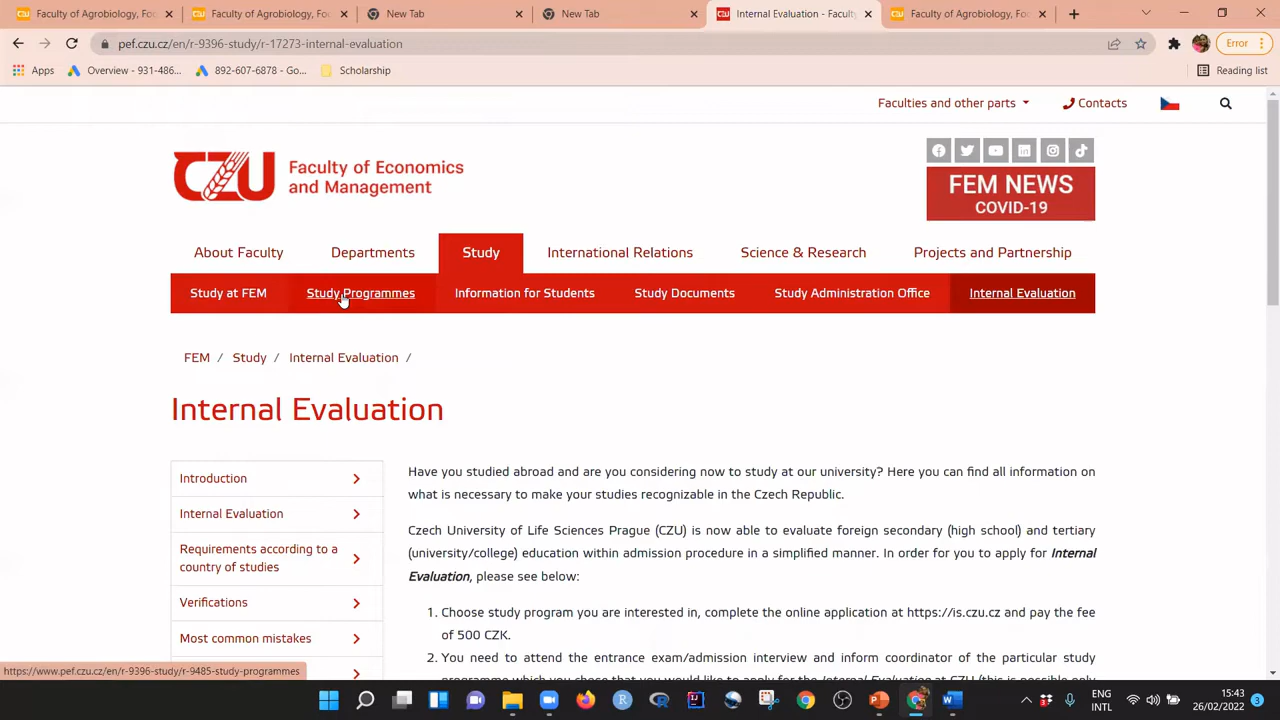 CZU Faculty of Agrobiology, Foo
New Tab
New Tab
Internal Evaluation - Faculty
Faculty of Agrobiology, Foo
pef.czu.cz/en/r-9396-study/r-17273-internal-evaluation
Error
Apps
Overview - 931-486...
892-607-6878 - Go...
Scholarship
Reading list
Faculties and other parts
Contacts
CZU
Faculty of Economics
and Management
FEM NEWS
COVID-19
About Faculty
Departments
Study
International Relations
Science & Research
Projects and Partnership
Study at FEM
Study Programmes
Information for Students
Study Documents
Study Administration Office
Internal Evaluation
FEM / Study / Internal Evaluation /
Internal Evaluation
Introduction
Internal Evaluation
Requirements according to a
country of studies
Verifications
Most common mistakes
Have you studied abroad and are you considering now to study at our university? Here you can find all information on
what is necessary to make your studies recognizable in the Czech Republic.
Czech University of Life Sciences Prague (CZU) is now able to evaluate foreign secondary (high school) and tertiary
(university/college) education within admission procedure in a simplified manner. In order for you to apply for Internal
Evaluation, please see below:
1. Choose study program you are interested in, complete the online application at https://is.czu.cz and pay the fee
of 500 CZK.
2. You need to attend the entrance exam/admission interview and inform coordinator of the particular study
programme which you chose that you would like to apply for the Internal Evaluation at CZU (this is possible only
https://www.pef.czu.cz/en/r-9396-study/r-9485-study-programmes
ENG
INTL
15:43
26/02/2022
3